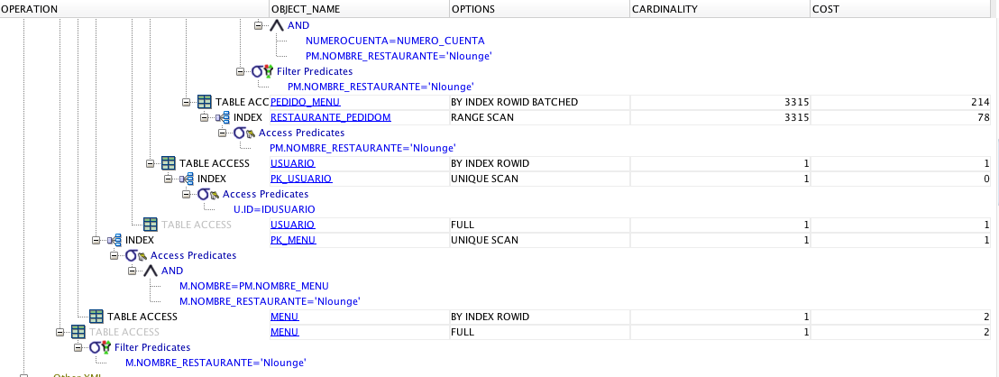 OPERATION OBJECT_NAME OPTIONS CARDINALITY COST
AND
NUMEROCUENTA=NUMERO_CUENTA
PM.NOMBRE_RESTAURANTE='Nlounge'
Filter Predicates
PM.NOMBRE_RESTAURANTE='Nlounge'
TABLE ACC PEDIDO_MENU BY INDEX ROWID BATCHED 3315 214
INDEX RESTAURANTE_PEDIDOM RANGE SCAN 3315 78
Access Predicates
PM.NOMBRE_RESTAURANTE='Nlounge'
TABLE ACCESS USUARIO BY INDEX ROWID 1 1
INDEX PK_USUARIO UNIQUE SCAN 1 0
Access Predicates
U.ID=IDUSUARIO
TABLE ACCESS USUARIO FULL 1 1
INDEX PK_MENU UNIQUE SCAN 1 1
Access Predicates
AND
M.NOMBRE=PM.NOMBRE_MENU
M.NOMBRE_RESTAURANTE='Nlounge'
TABLE ACCESS MENU BY INDEX ROWID 1 2
TABLE ACCESS MENU FULL 1 2
Filter Predicates
M.NOMBRE_RESTAURANTE='Nlounge'
Other XML